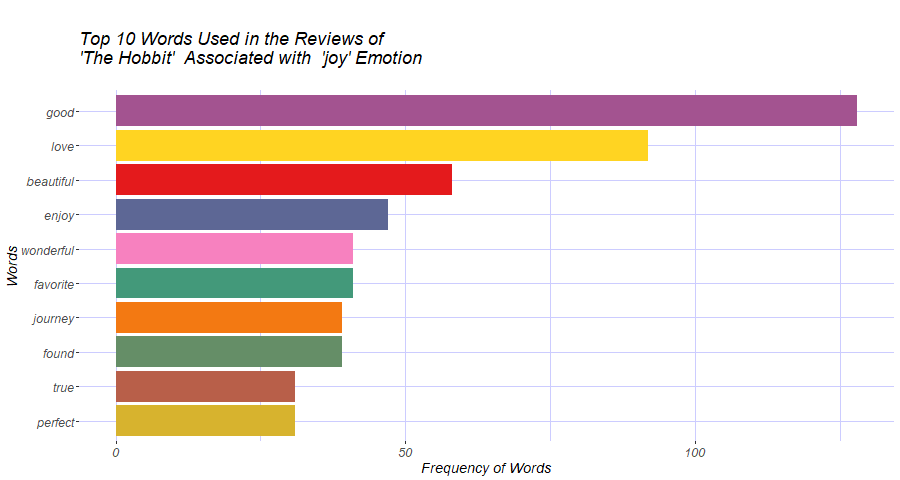 Top 10 Words Used in the Reviews of
'The Hobbit'  Associated with  'joy' Emotion
Words
good
love
beautiful
enjoy
wonderful
favorite
journey
found
true
perfect
0
50
100
Frequency of Words